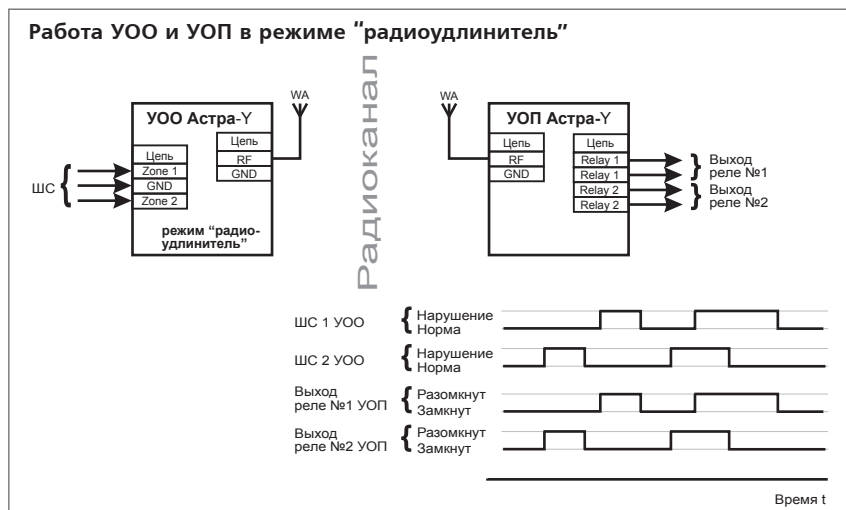 Работа УОО и УОП в режиме “радиоудлинитель”
Радиоканал
WA
УОО Астра-Y
Цепь
RF
GND
Цепь
Zone 1
GND
Zone 2
ШС {
режим “радио-
удлинитель”
WA
УОП Астра-Y
Цепь
RF
GND
Цепь
Relay 1
Relay 1
Relay 2
Relay 2
} Выход
реле №1
} Выход
реле №2
ШС 1 УОО { Нарушение
Норма
ШС 2 УОО { Нарушение
Норма
Выход
реле №1 УОП { Разомкнут
Замкнут
Выход
реле №2 УОП { Разомкнут
Замкнут
Время t